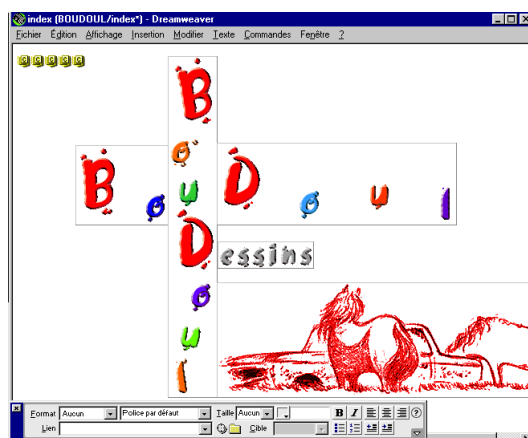 index (BOUDOUL/index*) - Dreamweaver
Fichier Édition Affichage Insertion Modifier Texte Commandes Fenêtre ?
B
o
B o u D o u l
D essins
o
u
l
Format Aucun Police par défaut Taille Aucun B I
Lien Cible